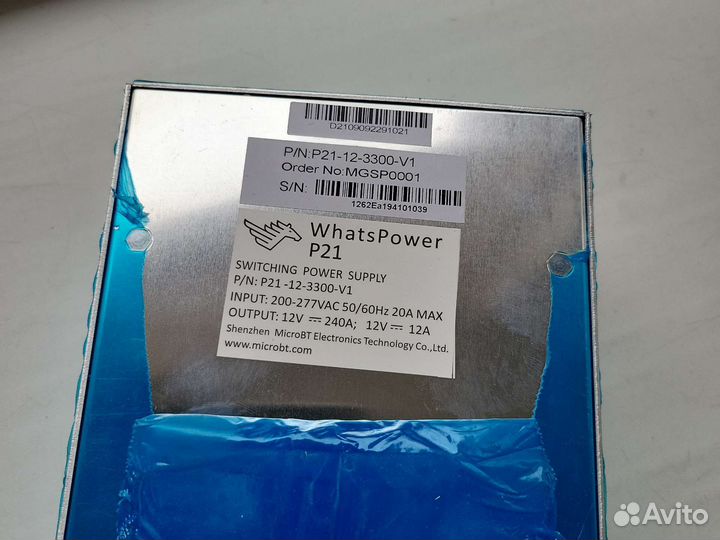 D2109092291021
P/N:P21-12-3300-V1
Order No:MGSP0001
S/N:
1262Ea194101039
WhatsPower
P21
SWITCHING POWER SUPPLY
P/N: P21 -12-3300-V1
INPUT: 200-277VAC 50/60Hz 20A MAX
OUTPUT: 12V ⎓ 240A; 12V ⎓ 12A
Shenzhen MicroBT Electronics Technology Co.,Ltd.
www.microbt.com
Avito